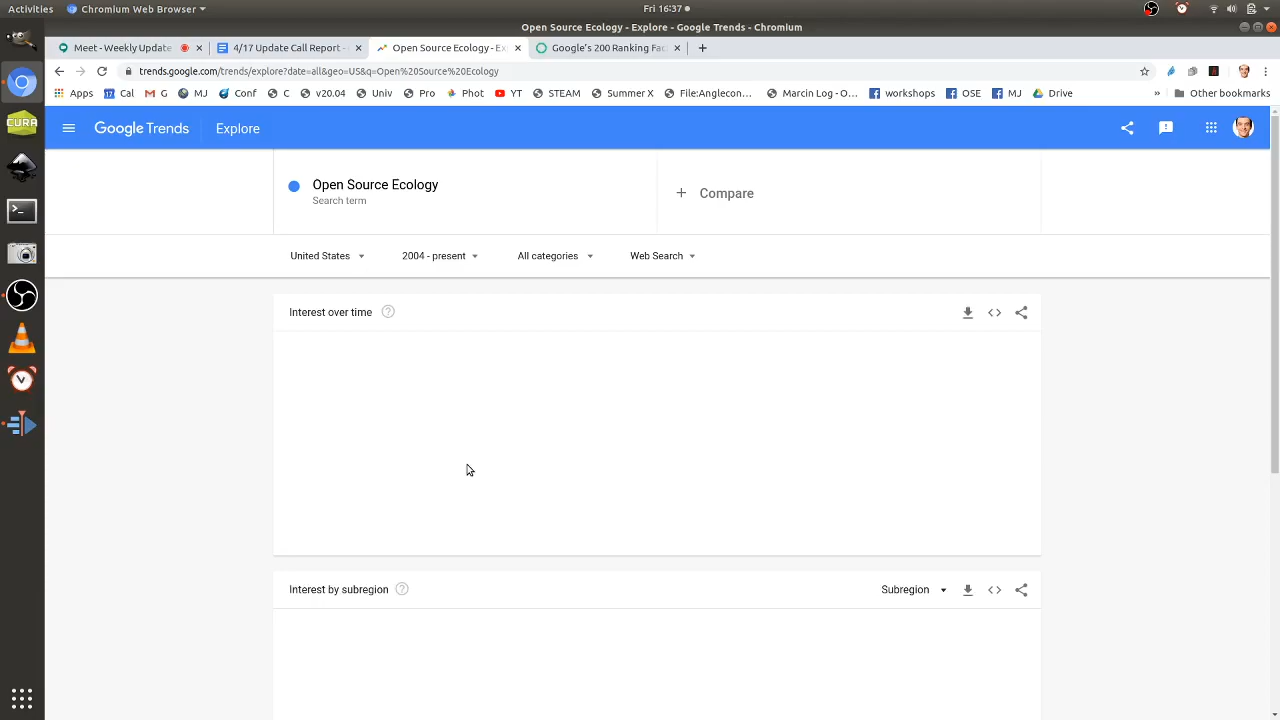 Activities
Chromium Web Browser
Fri 16:37
Open Source Ecology - Explore - Google Trends - Chromium
Meet - Weekly Update
4/17 Update Call Report -
Open Source Ecology - Ex
Google's 200 Ranking Fac
trends.google.com/trends/explore?date=all&geo=US&q=Open%20Source%20Ecology
Apps
Cal
G
MJ
Conf
C
v20.04
Univ
Pro
Phot
YT
STEAM
Summer X
File:Anglecon...
Marcin Log - O...
workshops
OSE
MJ
Drive
»
Other bookmarks
CURA
Google Trends
Explore
Open Source Ecology
Search term
+ Compare
United States
2004 - present
All categories
Web Search
Interest over time
Interest by subregion
Subregion